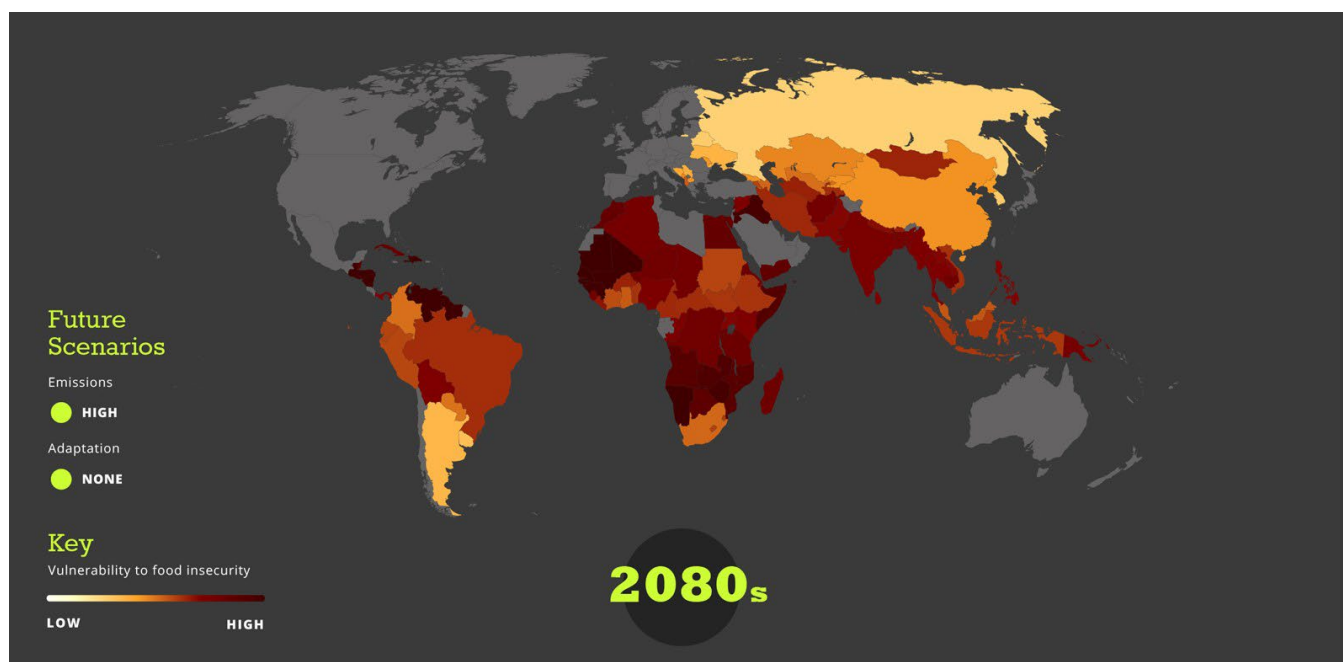 Future
Scenarios
Emissions
HIGH
Adaptation
NONE
Key
Vulnerability to food insecurity
LOW HIGH
2080s